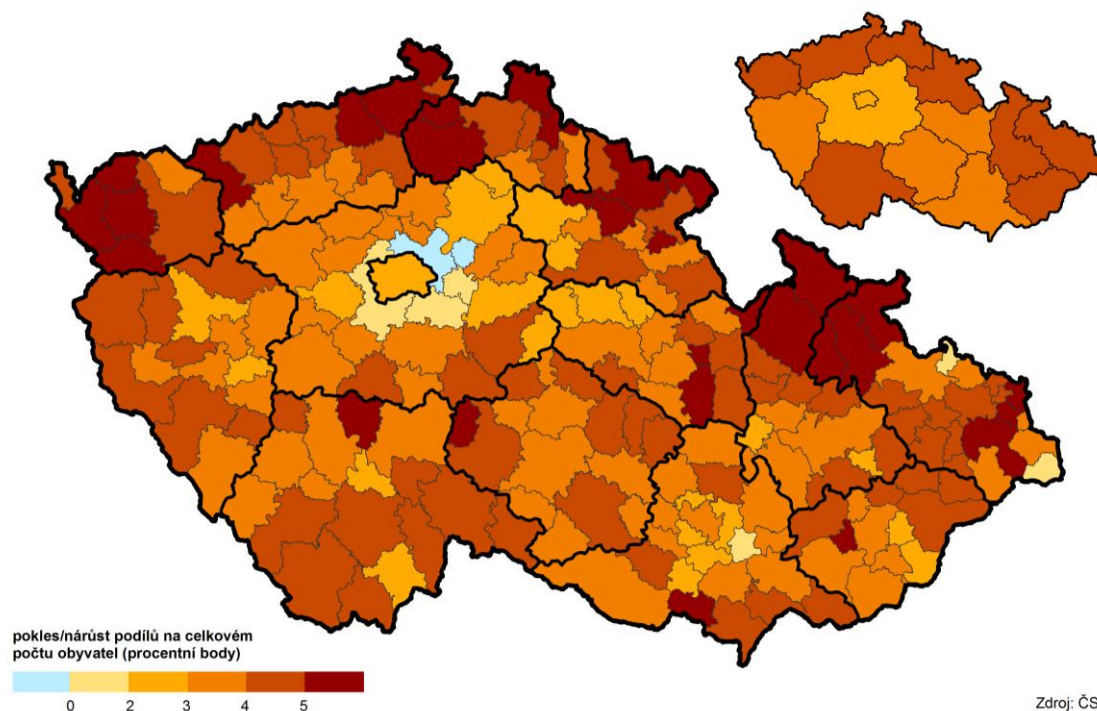 pokles/nárůst podílů na celkovém
počtu obyvatel (procentní body)
0 2 3 4 5
Zdroj: ČS